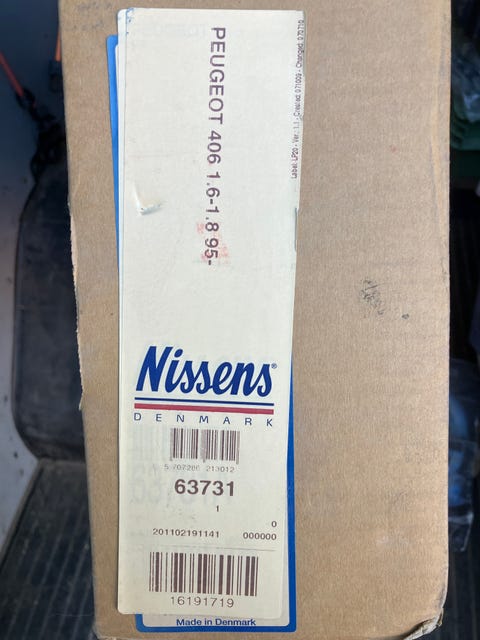 PEUGEOT 406 1.6-1.8 95-
Nissens®
DENMARK
5 707286 213012
63731
1
0
201102191141 000000
16191719
Made in Denmark